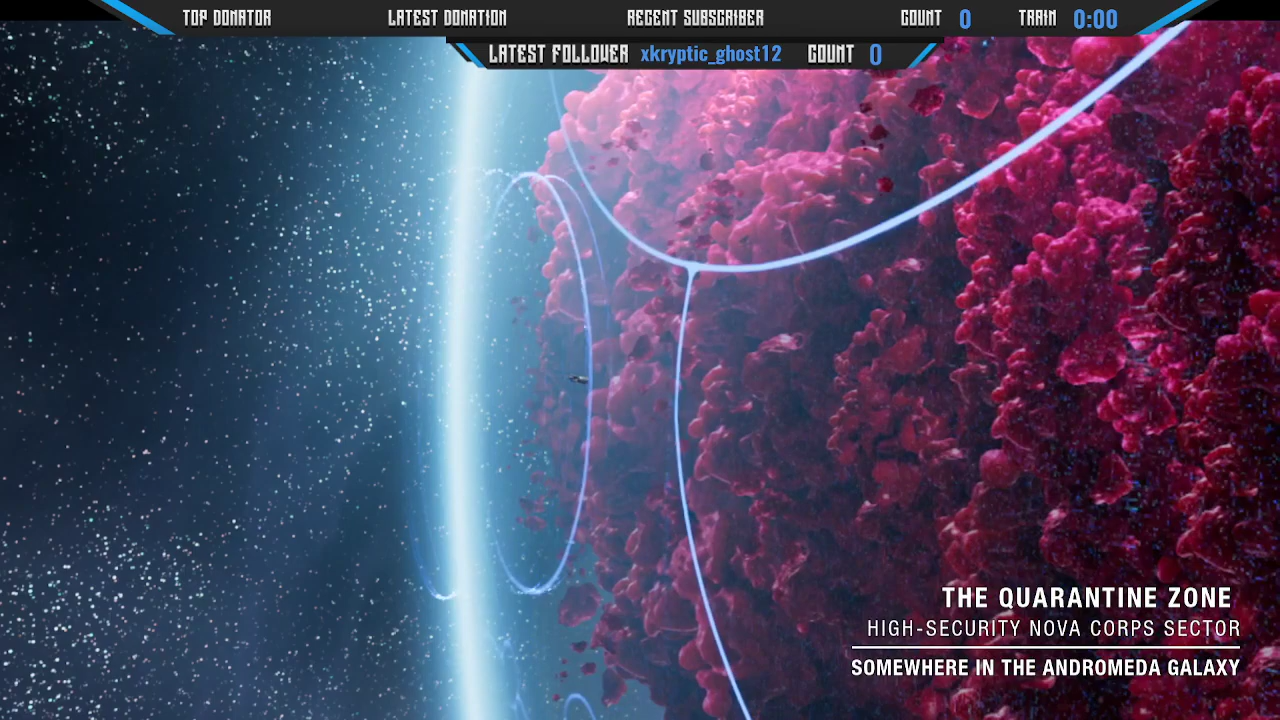 TOP DONATOR LATEST DONATION RECENT SUBSCRIBER COUNT 0 TRAIN 0:00
LATEST FOLLOWER xkryptic_ghost12 COUNT 0
THE QUARANTINE ZONE
HIGH-SECURITY NOVA CORPS SECTOR
SOMEWHERE IN THE ANDROMEDA GALAXY